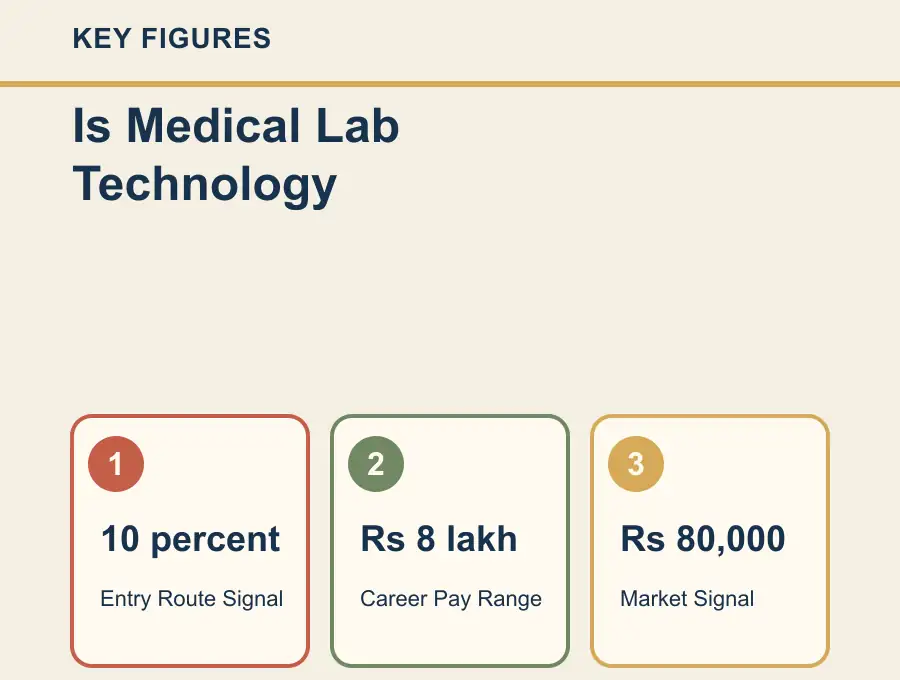 KEY FIGURES
Is Medical Lab
Technology
1
10 percent
Entry Route Signal
2
Rs 8 lakh
Career Pay Range
3
Rs 80,000
Market Signal